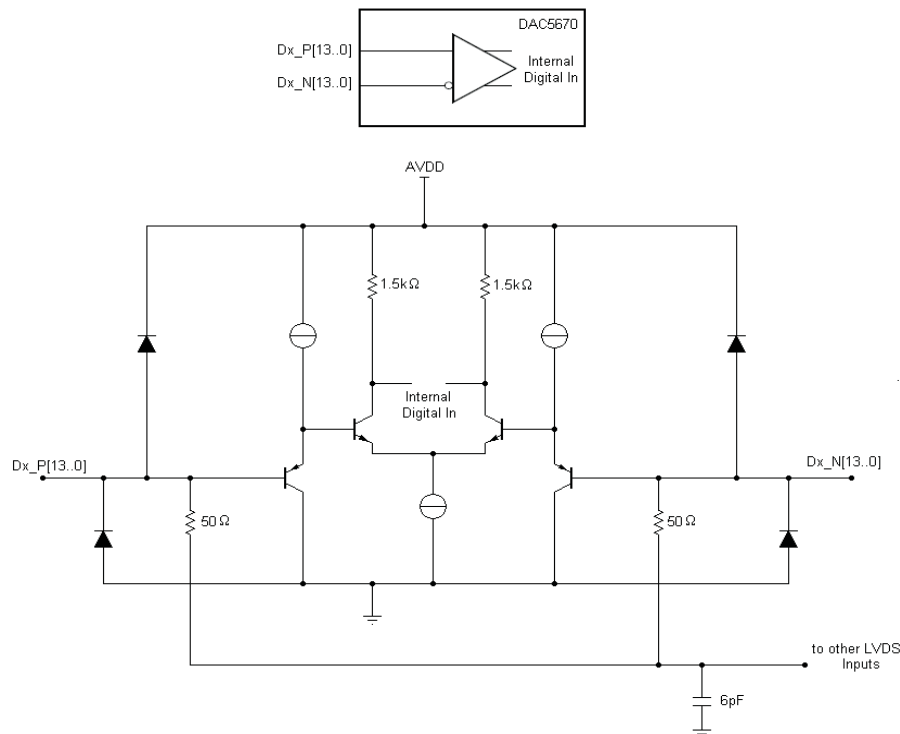 DAC5670
Dx_P[13..0]
Internal
Digital In
Dx_N[13..0]
AVDD
1.5kΩ
1.5kΩ
Internal
Digital In
Dx_P[13..0]
Dx_N[13..0]
50Ω
50Ω
to other LVDS
Inputs
6pF